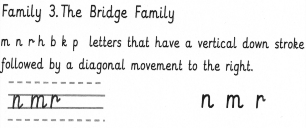 Family 3. The Bridge Family
m n r h b k p letters that have a vertical down stroke
followed by a diagonal movement to the right.
n m r n m r